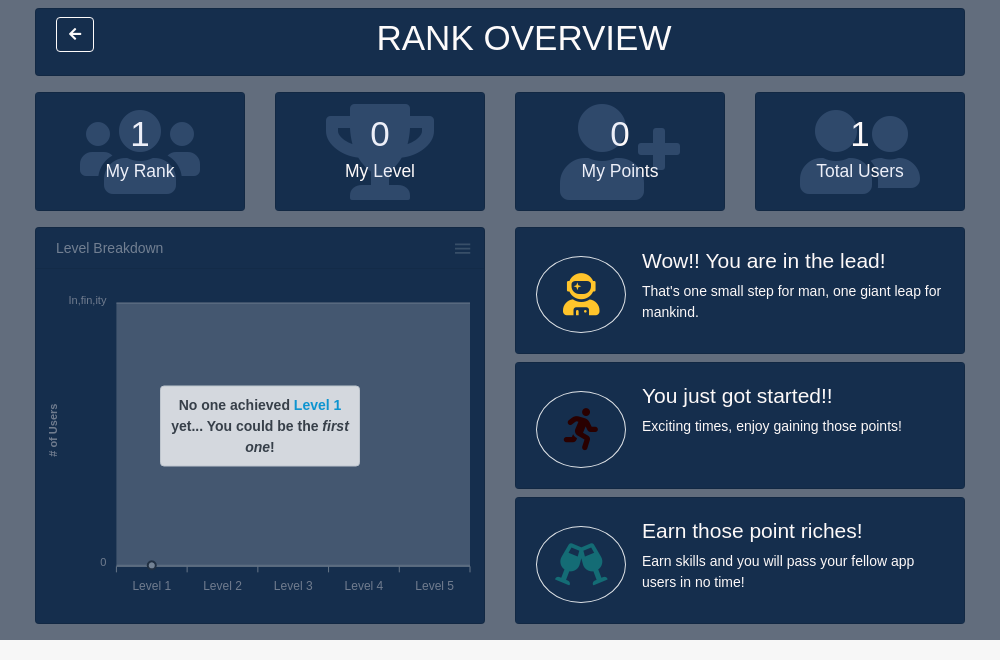 RANK OVERVIEW
1
My Rank
0
My Level
0
My Points
1
Total Users
Level Breakdown
In,fin,ity
# of Users
No one achieved Level 1
yet... You could be the first
one!
0
Level 1
Level 2
Level 3
Level 4
Level 5
Wow!! You are in the lead!
That's one small step for man, one giant leap for
mankind.
You just got started!!
Exciting times, enjoy gaining those points!
Earn those point riches!
Earn skills and you will pass your fellow app
users in no time!